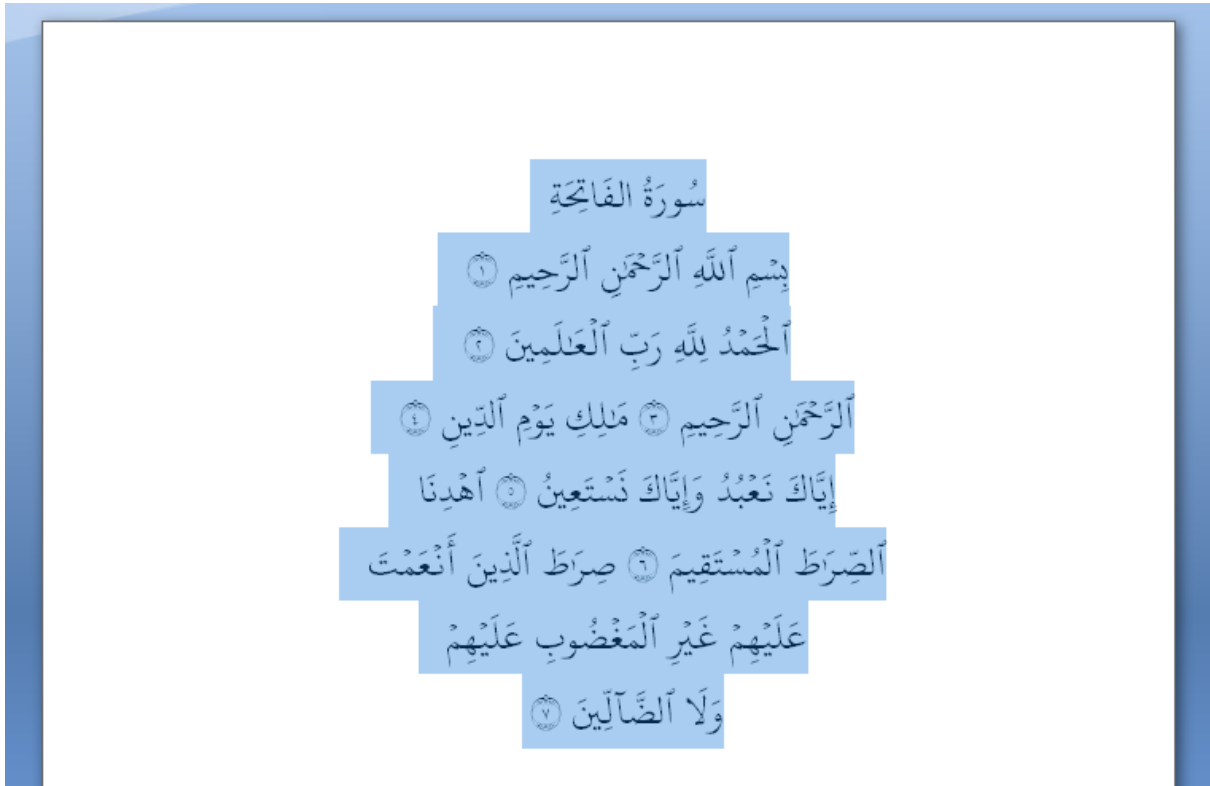 سُورَةُ الفَاتِحَةِ
بِسۡمِ ٱللَّهِ ٱلرَّحۡمَٰنِ ٱلرَّحِيمِ ١
ٱلۡحَمۡدُ لِلَّهِ رَبِّ ٱلۡعَٰلَمِينَ ٢
ٱلرَّحۡمَٰنِ ٱلرَّحِيمِ ٣ مَٰلِكِ يَوۡمِ ٱلدِّينِ ٤
إِيَّاكَ نَعۡبُدُ وَإِيَّاكَ نَسۡتَعِينُ ٥ ٱهۡدِنَا
ٱلصِّرَٰطَ ٱلۡمُسۡتَقِيمَ ٦ صِرَٰطَ ٱلَّذِينَ أَنۡعَمۡتَ
عَلَيۡهِمۡ غَيۡرِ ٱلۡمَغۡضُوبِ عَلَيۡهِمۡ
وَلَا ٱلضَّآلِّينَ ٧